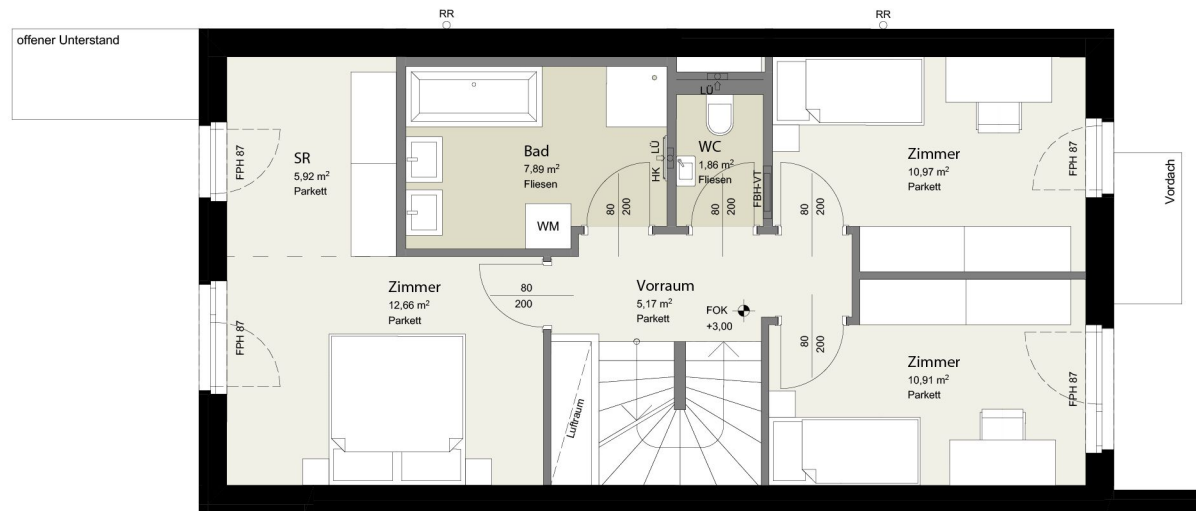 RR
RR
offener Unterstand
LÜ
SR
5,92 m²
Parkett
FPH 87
Bad
7,89 m²
Fliesen
LÜ
HK
WC
1,86 m²
Fliesen
FBH-VT
Zimmer
10,97 m²
Parkett
FPH 87
Vordach
80
200
80
200
80
200
WM
Zimmer
12,66 m²
Parkett
80
200
Vorraum
5,17 m²
Parkett
FOK
+3,00
80
200
FPH 87
Zimmer
10,91 m²
Parkett
FPH 87
Luftraum